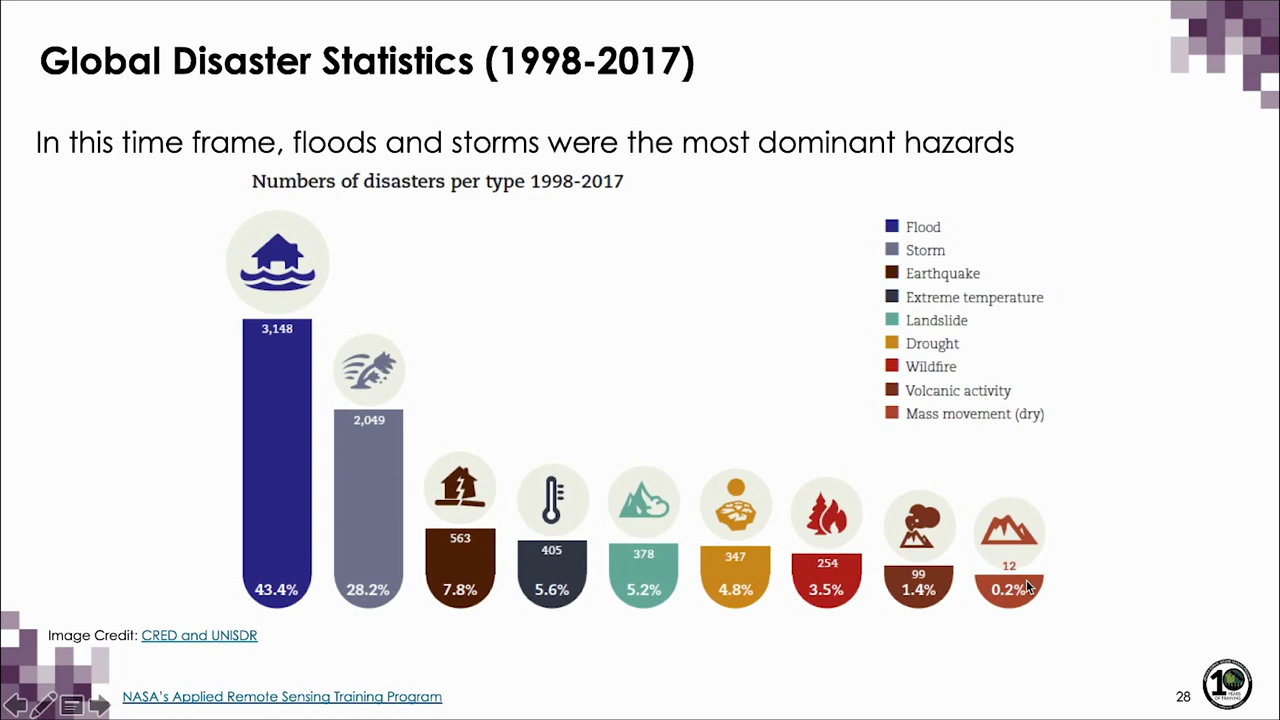 Global Disaster Statistics (1998-2017)
In this time frame, floods and storms were the most dominant hazards
Numbers of disasters per type 1998-2017
Flood
Storm
Earthquake
Extreme temperature
Landslide
Drought
Wildfire
Volcanic activity
Mass movement (dry)
3,148
2,049
563
405
378
347
254
99
12
43.4%
28.2%
7.8%
5.6%
5.2%
4.8%
3.5%
1.4%
0.2%
Image Credit: CRED and UNISDR
NASA's Applied Remote Sensing Training Program
28
10
YEARS
OF TRAINING